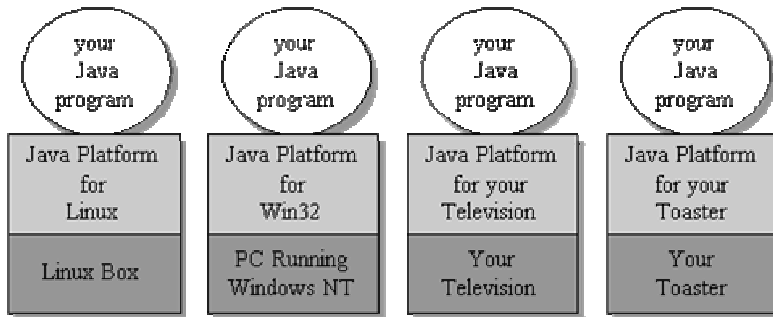 your
Java
program
your
Java
program
your
Java
program
your
Java
program
Java Platform
for
Linux
Java Platform
for
Win32
Java Platform
for your
Television
Java Platform
for your
Toaster
Linux Box
PC Running
Windows NT
Your
Television
Your
Toaster